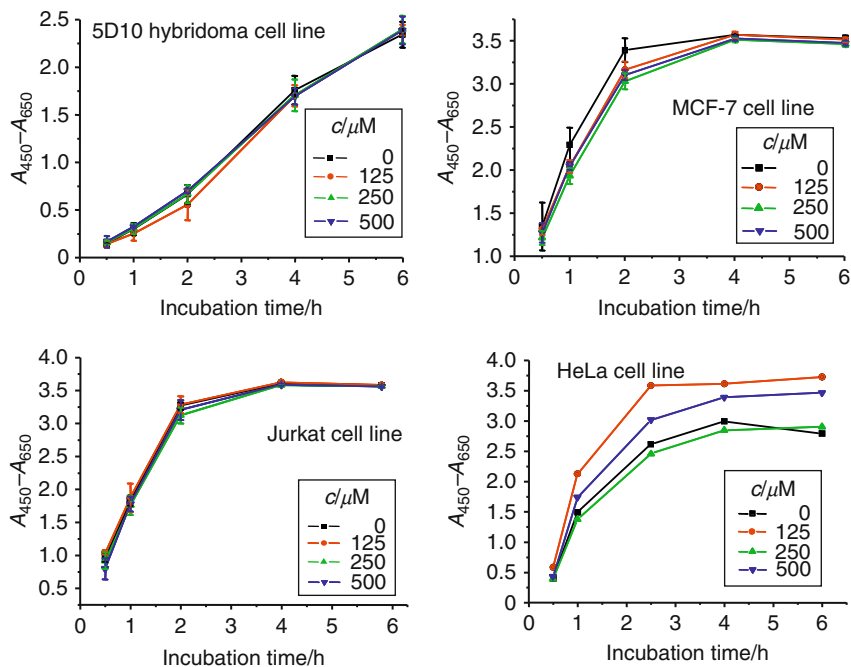 5D10 hybridoma cell line
A450–A650
2.5
2.0
1.5
1.0
0.5
0
c/μM
0
125
250
500
0 1 2 3 4 5 6
Incubation time/h
MCF-7 cell line
A450–A650
3.5
3.0
2.5
2.0
1.5
1.0
c/μM
0
125
250
500
0 1 2 3 4 5 6
Incubation time/h
Jurkat cell line
A450–A650
4.0
3.5
3.0
2.5
2.0
1.5
1.0
0.5
c/μM
0
125
250
500
0 1 2 3 4 5 6
Incubation time/h
HeLa cell line
A450–A650
4.0
3.5
3.0
2.5
2.0
1.5
1.0
0.5
0
c/μM
0
125
250
500
0 1 2 3 4 5 6
Incubation time/h